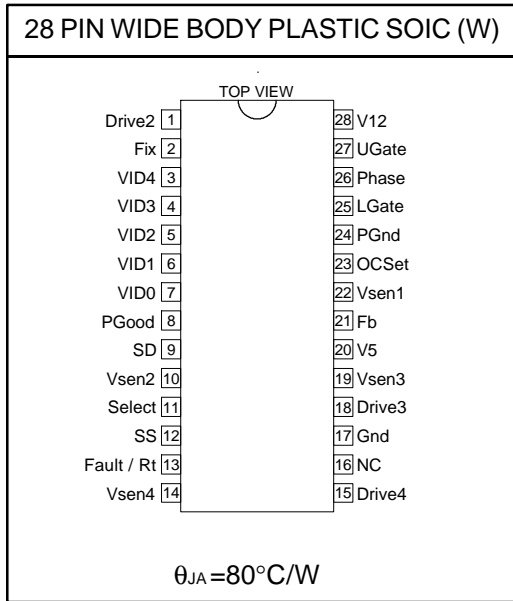 28 PIN WIDE BODY PLASTIC SOIC (W)
TOP VIEW
Drive2 1 28 V12
Fix 2 27 UGate
VID4 3 26 Phase
VID3 4 25 LGate
VID2 5 24 PGnd
VID1 6 23 OCSet
VID0 7 22 Vsen1
PGood 8 21 Fb
SD 9 20 V5
Vsen2 10 19 Vsen3
Select 11 18 Drive3
SS 12 17 Gnd
Fault / Rt 13 16 NC
Vsen4 14 15 Drive4
θJA =80°C/W